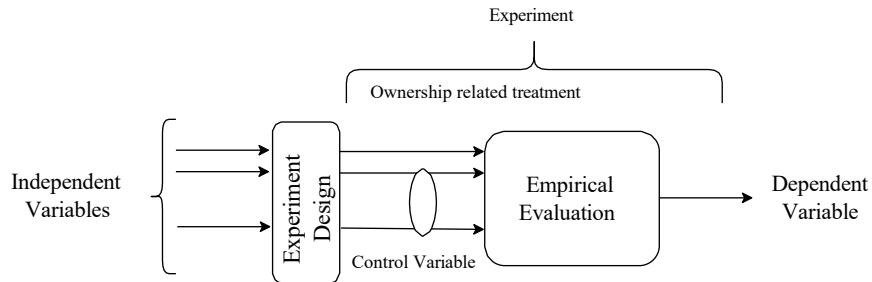 Experiment
Ownership related treatment
Independent
Variables
Experiment
Design
Empirical
Evaluation
Dependent
Variable
Control Variable